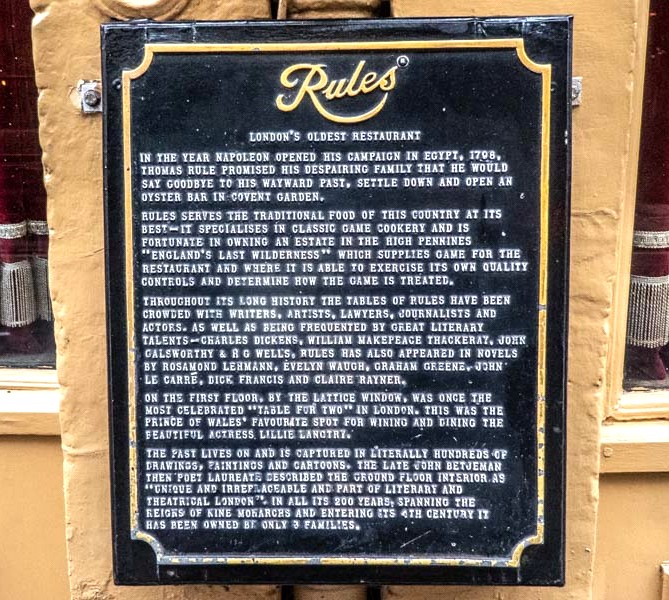 Rules®
LONDON'S OLDEST RESTAURANT
IN THE YEAR NAPOLEON OPENED HIS CAMPAIGN IN EGYPT, 1798,
THOMAS RULE PROMISED HIS DESPAIRING FAMILY THAT HE WOULD
SAY GOODBYE TO HIS WAYWARD PAST, SETTLE DOWN AND OPEN AN
OYSTER BAR IN COVENT GARDEN.
RULES SERVES THE TRADITIONAL FOOD OF THIS COUNTRY AT ITS
BEST—IT SPECIALISES IN CLASSIC GAME COOKERY AND IS
FORTUNATE IN OWNING AN ESTATE IN THE HIGH PENNINES
"ENGLAND'S LAST WILDERNESS" WHICH SUPPLIES GAME FOR THE
RESTAURANT AND WHERE IT IS ABLE TO EXERCISE ITS OWN QUALITY
CONTROLS AND DETERMINE HOW THE GAME IS TREATED.
THROUGHOUT ITS LONG HISTORY THE TABLES OF RULES HAVE BEEN
CROWDED WITH WRITERS, ARTISTS, LAWYERS, JOURNALISTS AND
ACTORS. AS WELL AS BEING FREQUENTED BY GREAT LITERARY
TALENTS—CHARLES DICKENS, WILLIAM MAKEPEACE THACKERAY, JOHN
GALSWORTHY & H G WELLS, RULES HAS ALSO APPEARED IN NOVELS
BY ROSAMOND LEHMANN, EVELYN WAUGH, GRAHAM GREENE, JOHN
LE CARRÉ, DICK FRANCIS AND CLAIRE RAYNER.
ON THE FIRST FLOOR, BY THE LATTICE WINDOW, WAS ONCE THE
MOST CELEBRATED "TABLE FOR TWO" IN LONDON. THIS WAS THE
PRINCE OF WALES' FAVOURITE SPOT FOR WINING AND DINING THE
BEAUTIFUL ACTRESS LILLIE LANGTRY.
THE PAST LIVES ON AND IS CAPTURED IN LITERALLY HUNDREDS OF
DRAWINGS, PAINTINGS AND CARTOONS. THE LATE JOHN BETJEMAN
THEN POET LAUREATE DESCRIBED THE GROUND FLOOR INTERIOR AS
"UNIQUE AND IRREPLACEABLE AND PART OF LITERARY AND
THEATRICAL LONDON". IN ALL ITS 200 YEARS, SPANNING THE
REIGNS OF NINE MONARCHS AND ENTERING ITS 4TH CENTURY IT
HAS BEEN OWNED BY ONLY 3 FAMILIES.